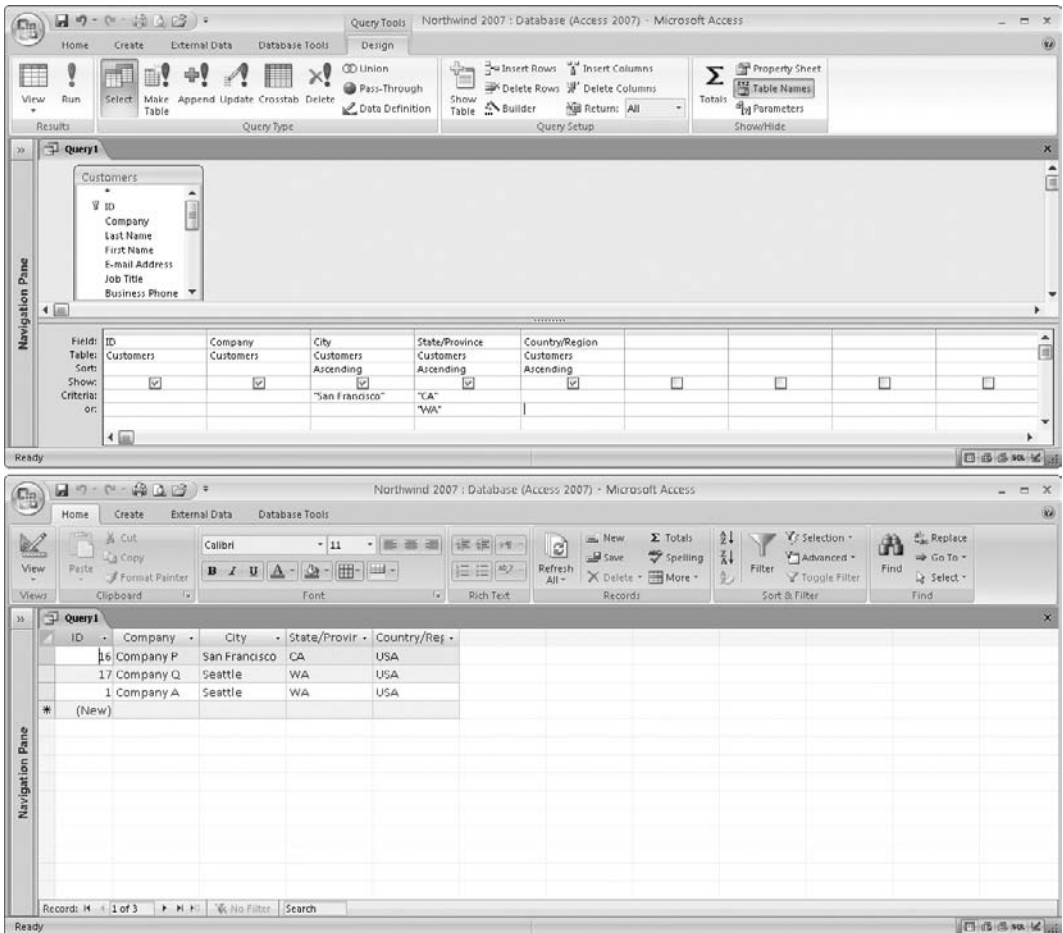 Query Tools Northwind 2007 : Database (Access 2007) - Microsoft Access
Home Create External Data Database Tools Design
View Run Select Make Table Append Update Crosstab Delete
Union
Pass-Through
Data Definition
Show Table
Insert Rows Insert Columns
Delete Rows Delete Columns
Builder Return: All
Totals
Property Sheet
Table Names
Parameters
Results Query Type Query Setup Show/Hide
Query1
Customers
*
ID
Company
Last Name
First Name
E-mail Address
Job Title
Business Phone
Navigation Pane
Field: ID Company City State/Province Country/Region
Table: Customers Customers Customers Customers Customers
Sort: Ascending Ascending Ascending
Show:
Criteria: "San Francisco" "CA"
or: "WA"
Ready SQL
Northwind 2007 : Database (Access 2007) - Microsoft Access
Home Create External Data Database Tools
View Paste
Cut
Copy
Format Painter
Calibri 11
B I U A
Refresh All
New Totals
Save Spelling
Delete More
Filter
Selection
Advanced
Toggle Filter
Find
Replace
Go To
Select
Views Clipboard Font Rich Text Records Sort & Filter Find
Query1
ID Company City State/Provir Country/Reg
16 Company P San Francisco CA USA
17 Company Q Seattle WA USA
1 Company A Seattle WA USA
* (New)
Navigation Pane
Record: 1 of 3 No Filter Search
Ready SQL